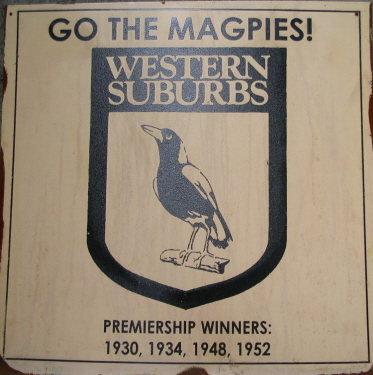 GO THE MAGPIES!
WESTERN
SUBURBS
PREMIERSHIP WINNERS:
1930, 1934, 1948, 1952